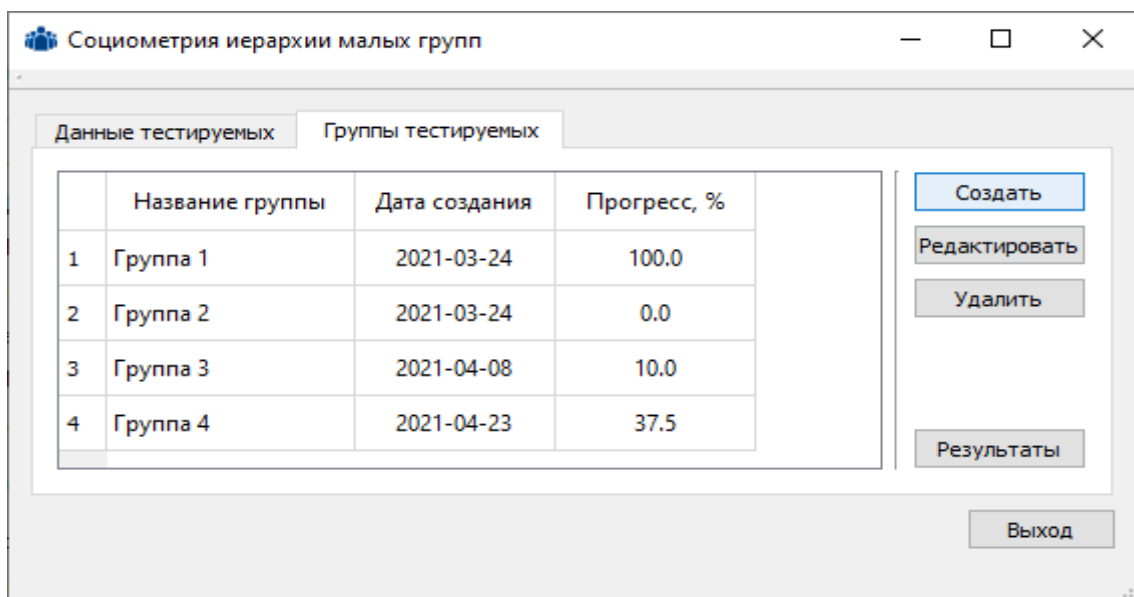 Социометрия иерархии малых групп
Данные тестируемых Группы тестируемых
Название группы Дата создания Прогресс, %
1 Группа 1 2021-03-24 100.0
2 Группа 2 2021-03-24 0.0
3 Группа 3 2021-04-08 10.0
4 Группа 4 2021-04-23 37.5
Создать
Редактировать
Удалить
Результаты
Выход